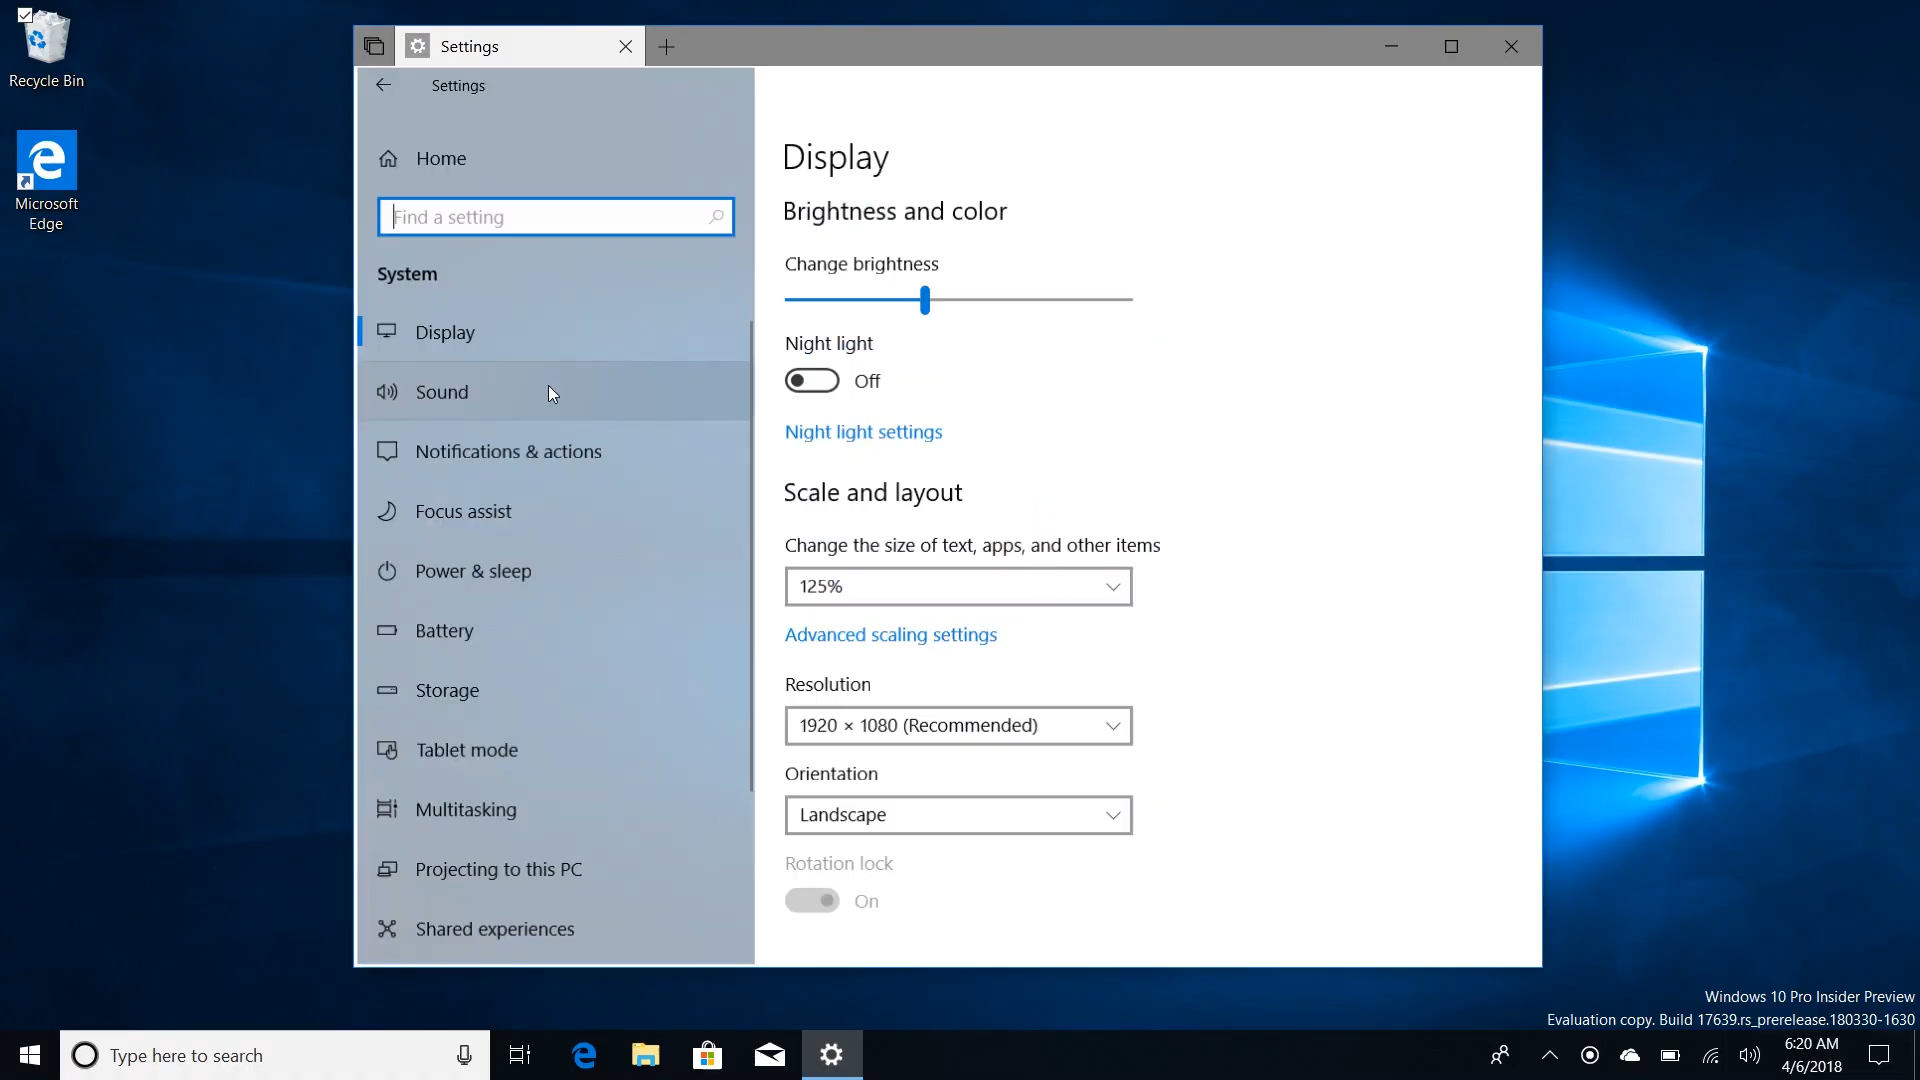 Recycle Bin
Microsoft
Edge
Settings
Settings
Home
Find a setting
System
Display
Sound
Notifications & actions
Focus assist
Power & sleep
Battery
Storage
Tablet mode
Multitasking
Projecting to this PC
Shared experiences
Display
Brightness and color
Change brightness
Night light
Off
Night light settings
Scale and layout
Change the size of text, apps, and other items
125%
Advanced scaling settings
Resolution
1920 × 1080 (Recommended)
Orientation
Landscape
Rotation lock
On
Windows 10 Pro Insider Preview
Evaluation copy. Build 17639.rs_prerelease.180330-1630
Type here to search
6:20 AM
4/6/2018